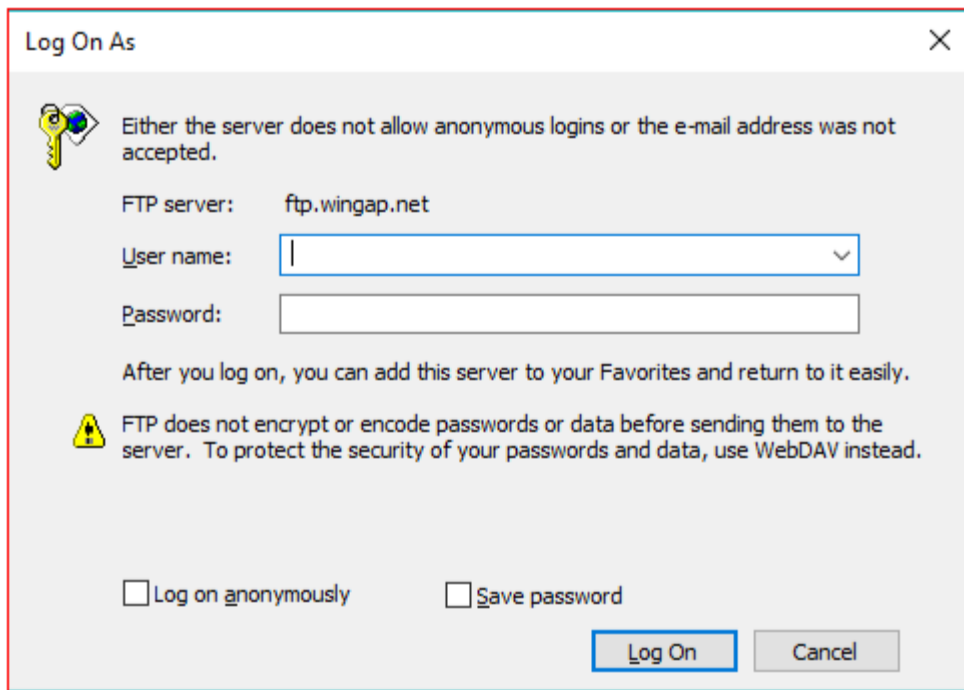 Log On As
Either the server does not allow anonymous logins or the e-mail address was not
accepted.
FTP server: ftp.wingap.net
User name:
Password:
After you log on, you can add this server to your Favorites and return to it easily.
FTP does not encrypt or encode passwords or data before sending them to the
server. To protect the security of your passwords and data, use WebDAV instead.
Log on anonymously Save password
Log On Cancel